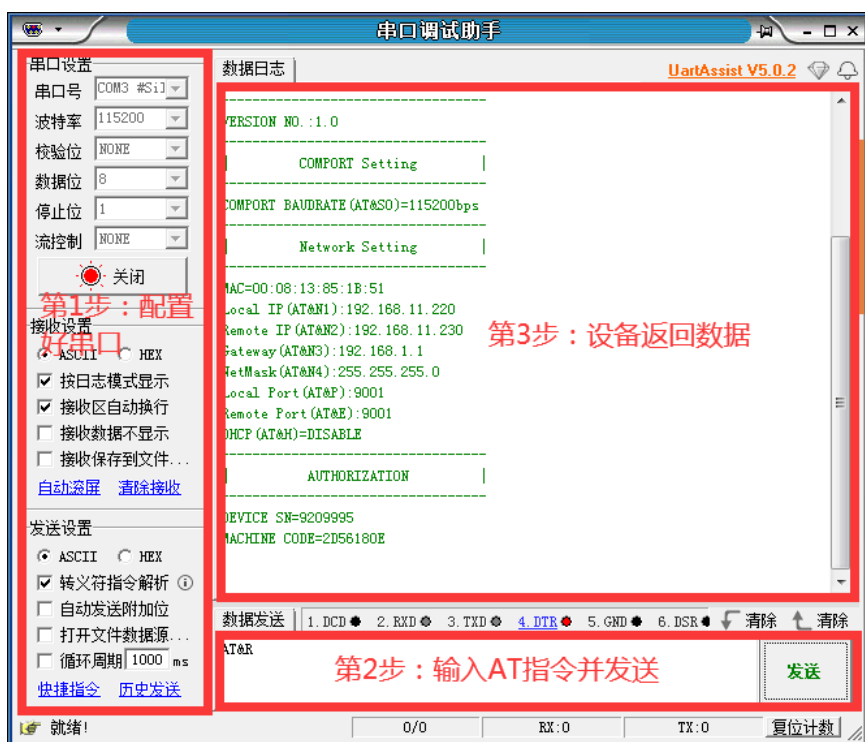 串口调试助手
串口设置
串口号 COM3 #Sil
波特率 115200
校验位 NONE
数据位 8
停止位 1
流控制 NONE
关闭
第1步：配置
好串口
接收设置
ASCII HEX
按日志模式显示
接收区自动换行
接收数据不显示
接收保存到文件...
自动滚屏 清除接收
发送设置
ASCII HEX
转义符指令解析
自动发送附加位
打开文件数据源...
循环周期 1000 ms
快捷指令 历史发送
数据日志
UartAssist V5.0.2
VERSION NO.:1.0
COMPORT Setting |
COMPORT BAUDRATE(AT&S0)=115200bps
Network Setting |
MAC=00:08:13:85:1B:51
Local IP(AT&N1):192.168.11.220
Remote IP(AT&N2):192.168.11.230
Gateway(AT&N3):192.168.1.1
NetMask(AT&N4):255.255.255.0
Local Port(AT&P):9001
Remote Port(AT&E):9001
DHCP(AT&H)=DISABLE
AUTHORIZATION |
DEVICE SN=9209995
MACHINE CODE=2D56180E
第3步：设备返回数据
数据发送 1. DCD 2. RXD 3. TXD 4. DTR 5. GND 6. DSR 清除 清除
AT&R
第2步：输入AT指令并发送
发送
就绪! 0/0 RX:0 TX:0 复位计数